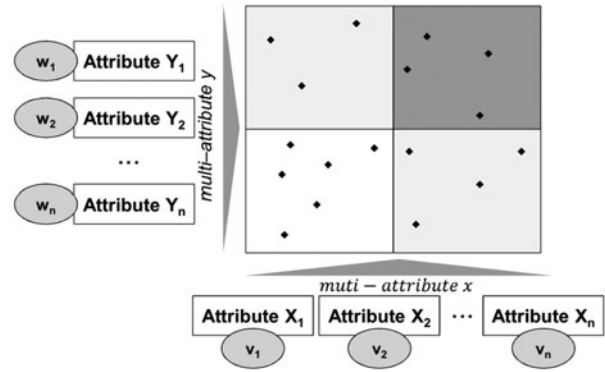 w1 Attribute Y1
w2 Attribute Y2
...
wn Attribute Yn
multi–attribute y
muti − attribute x
Attribute X1 Attribute X2 ... Attribute Xn
v1 v2 vn